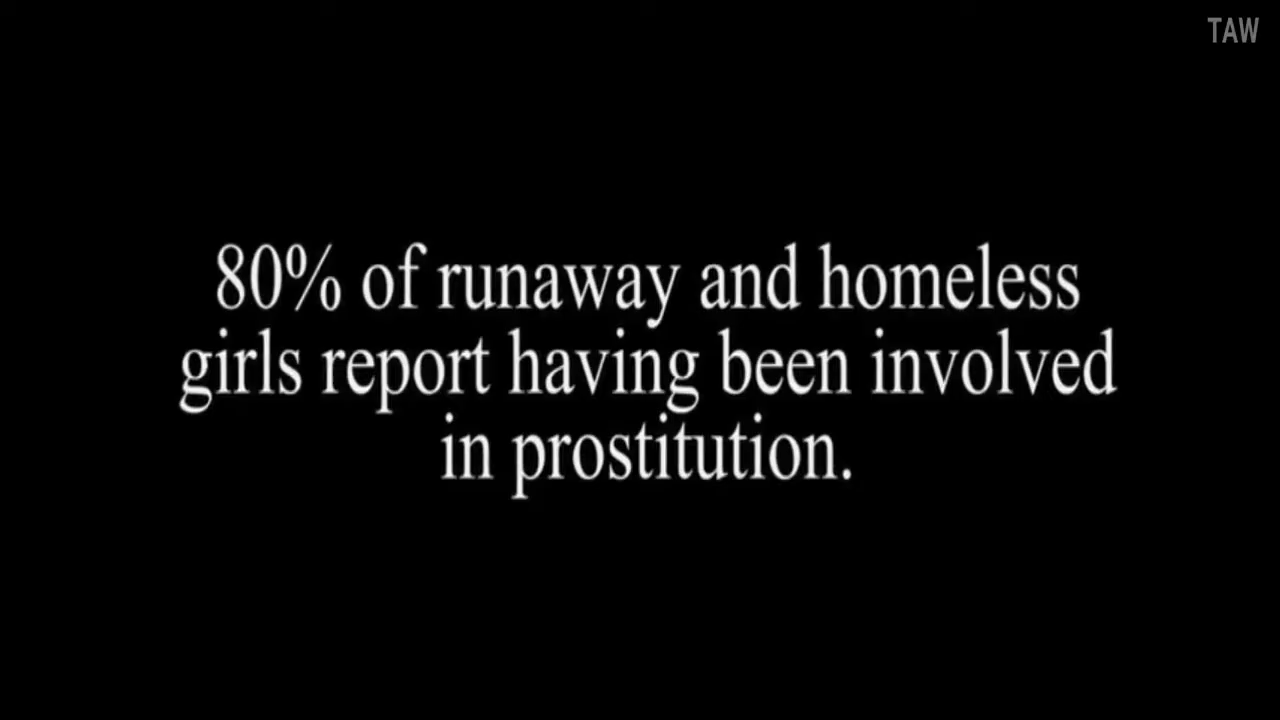 TAW
80% of runaway and homeless
girls report having been involved
in prostitution.